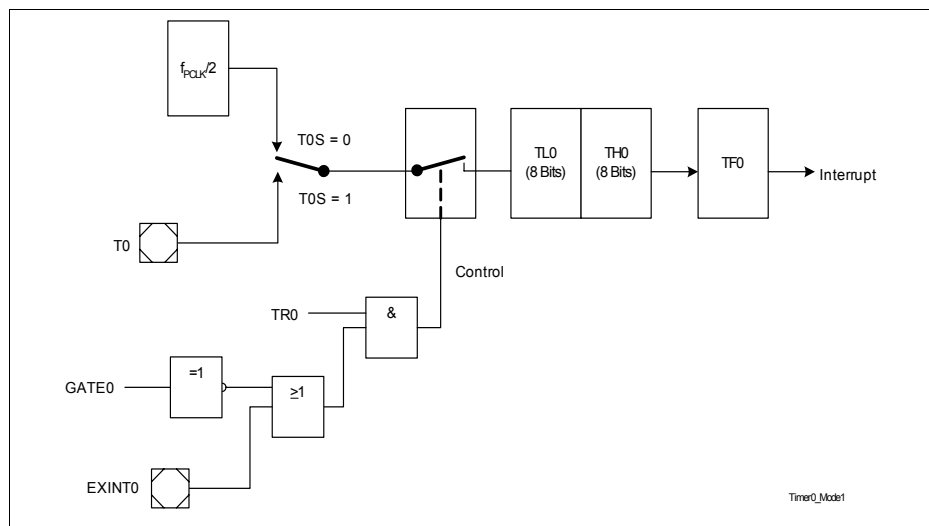 f_PCLK/2
T0S = 0
T0S = 1
T0
TL0
(8 Bits)
TH0
(8 Bits)
TF0
Interrupt
Control
TR0
&
GATE0
=1
≥1
EXINT0
Timer0_Mode1